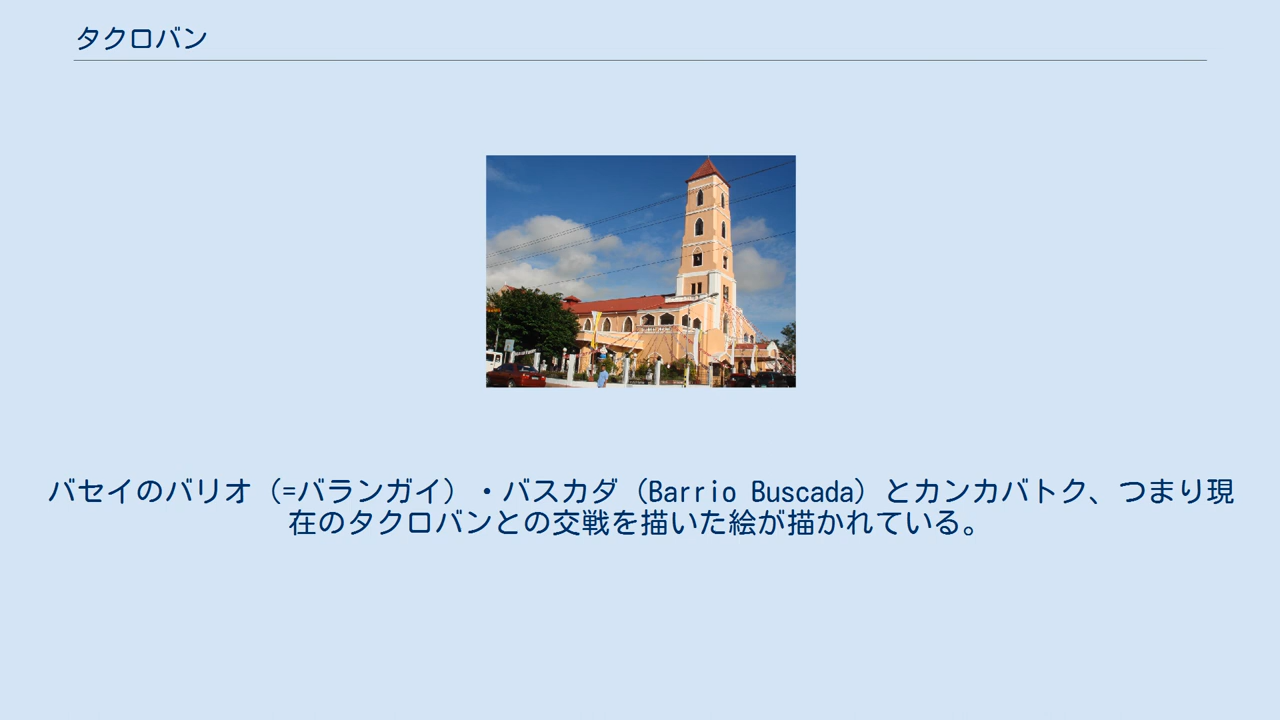 タクロバン
バセイのバリオ（=バランガイ）・バスカダ（Barrio Buscada）とカンカバトク、つまり現
在のタクロバンとの交戦を描いた絵が描かれている。